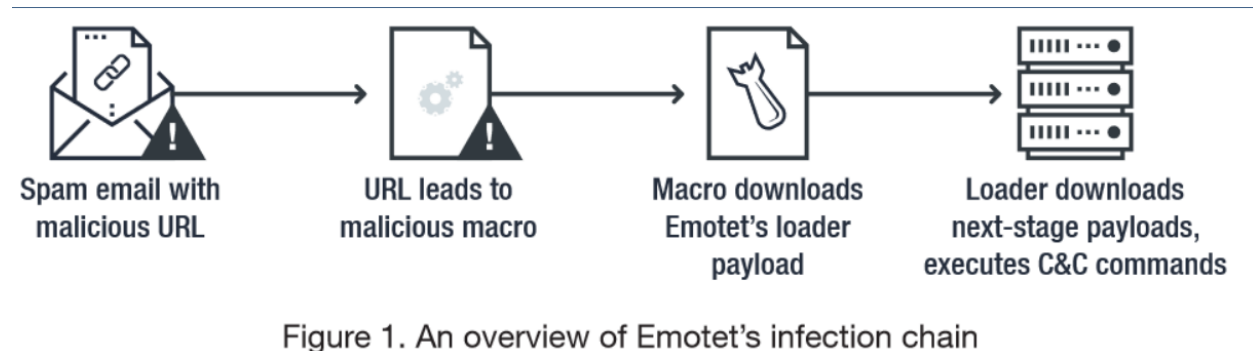 Spam email with
malicious URL
URL leads to
malicious macro
Macro downloads
Emotet's loader
payload
Loader downloads
next-stage payloads,
executes C&C commands
Figure 1. An overview of Emotet's infection chain